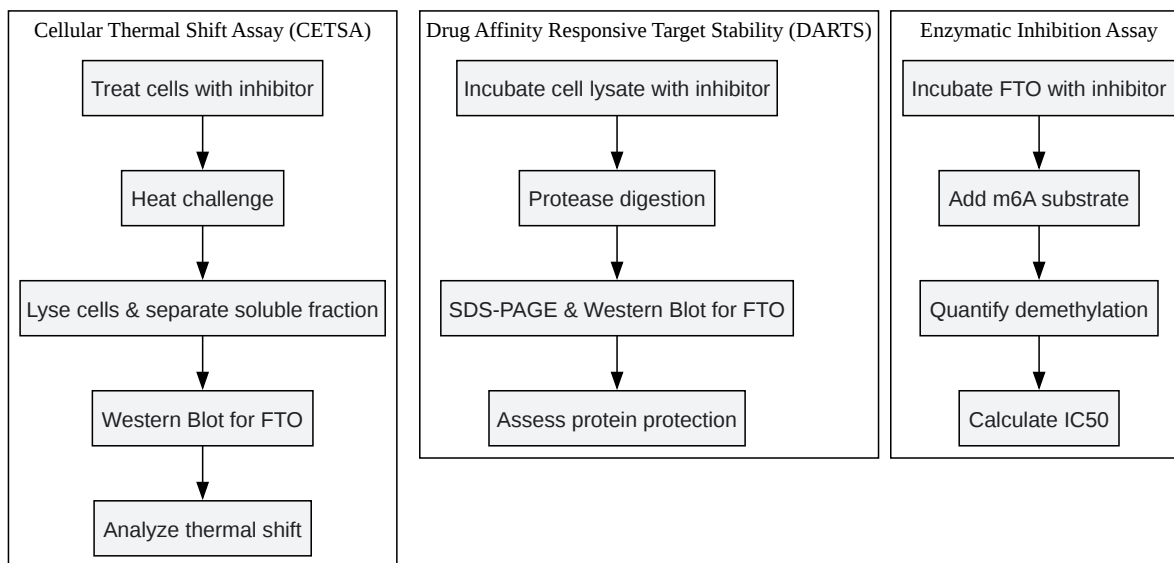 Cellular Thermal Shift Assay (CETSA)
Treat cells with inhibitor
Heat challenge
Lyse cells & separate soluble fraction
Western Blot for FTO
Analyze thermal shift
Drug Affinity Responsive Target Stability (DARTS)
Incubate cell lysate with inhibitor
Protease digestion
SDS-PAGE & Western Blot for FTO
Assess protein protection
Enzymatic Inhibition Assay
Incubate FTO with inhibitor
Add m6A substrate
Quantify demethylation
Calculate IC50